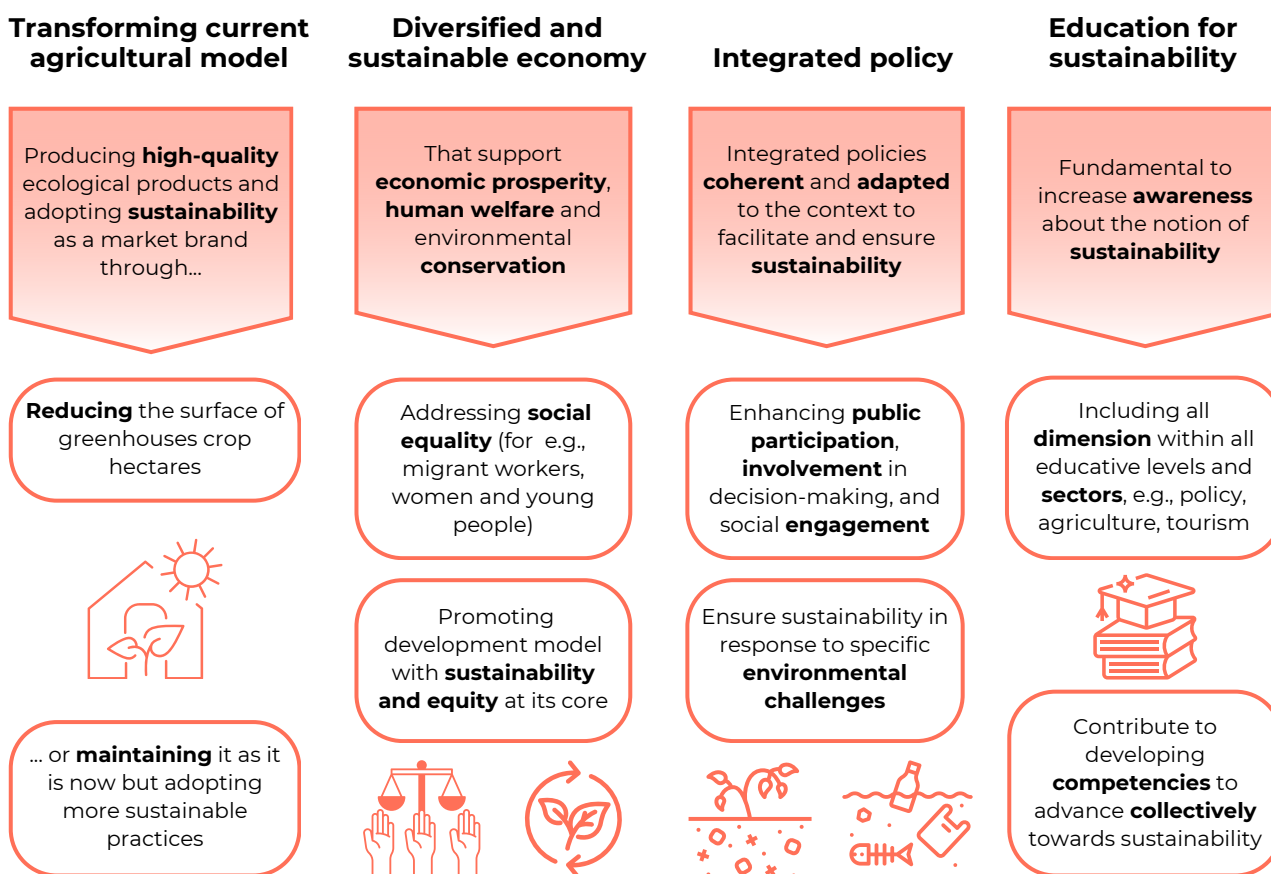 Transforming current
agricultural model
Producing high-quality
ecological products and
adopting sustainability
as a market brand
through...
Reducing the surface of
greenhouses crop
hectares
... or maintaining it as it
is now but adopting
more sustainable
practices
Diversified and
sustainable economy
That support
economic prosperity,
human welfare and
environmental
conservation
Addressing social
equality (for e.g.,
migrant workers,
women and young
people)
Promoting
development model
with sustainability
and equity at its core
Integrated policy
Integrated policies
coherent and adapted
to the context to
facilitate and ensure
sustainability
Enhancing public
participation,
involvement in
decision-making, and
social engagement
Ensure sustainability in
response to specific
environmental
challenges
Education for
sustainability
Fundamental to
increase awareness
about the notion of
sustainability
Including all
dimension within all
educative levels and
sectors, e.g., policy,
agriculture, tourism
Contribute to
developing
competencies to
advance collectively
towards sustainability